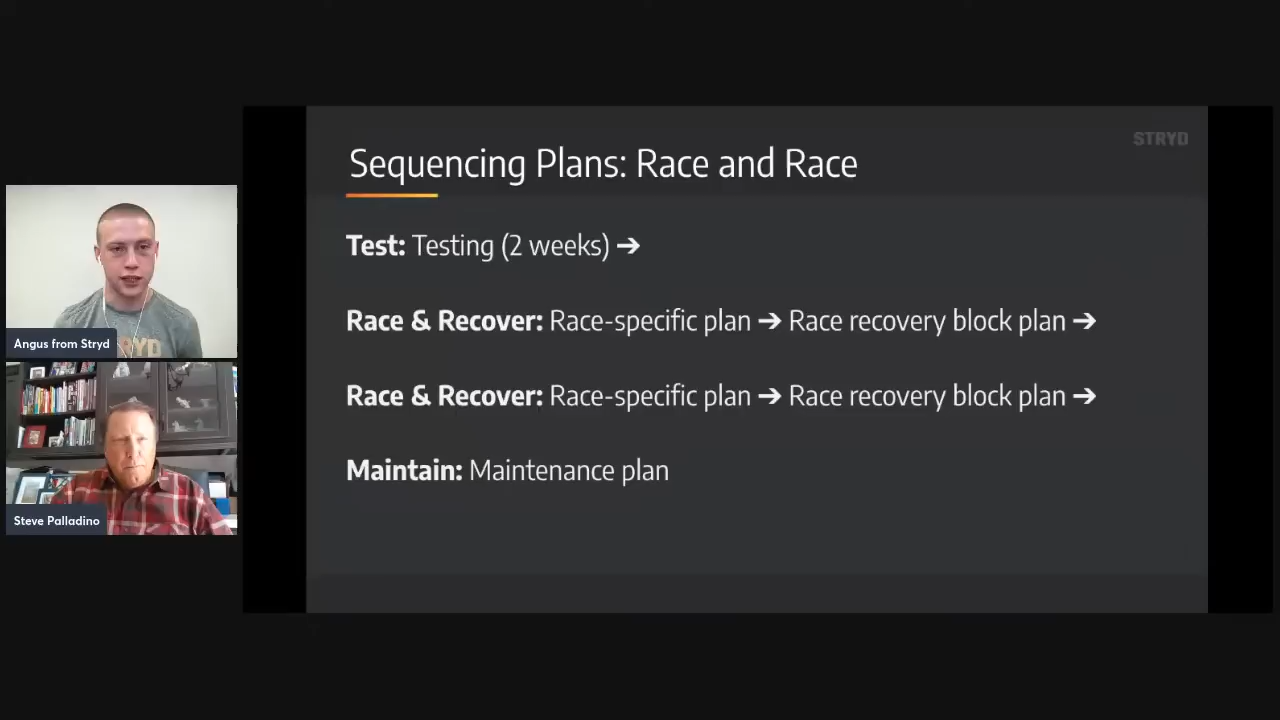 STRYD
Sequencing Plans: Race and Race
Test: Testing (2 weeks) ➔
Race & Recover: Race-specific plan ➔ Race recovery block plan ➔
Race & Recover: Race-specific plan ➔ Race recovery block plan ➔
Maintain: Maintenance plan
Angus from Stryd
Steve Palladino